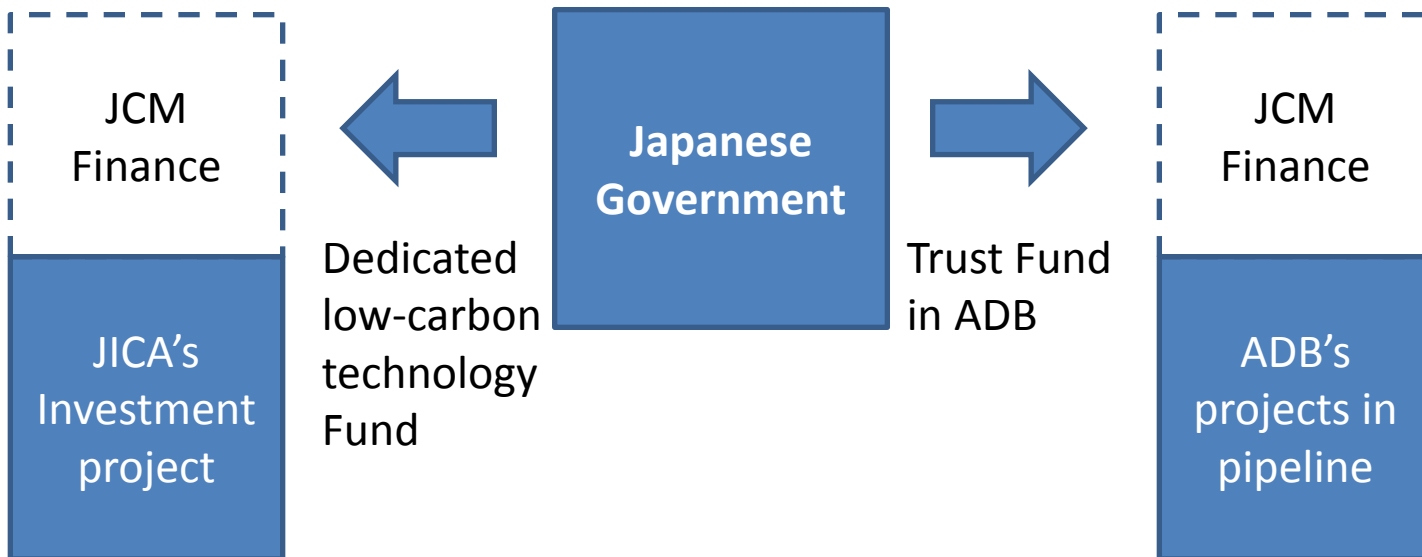 JCM
Finance
JICA’s
Investment
project
Dedicated
low-carbon
technology
Fund
Japanese
Government
Trust Fund
in ADB
JCM
Finance
ADB’s
projects in
pipeline